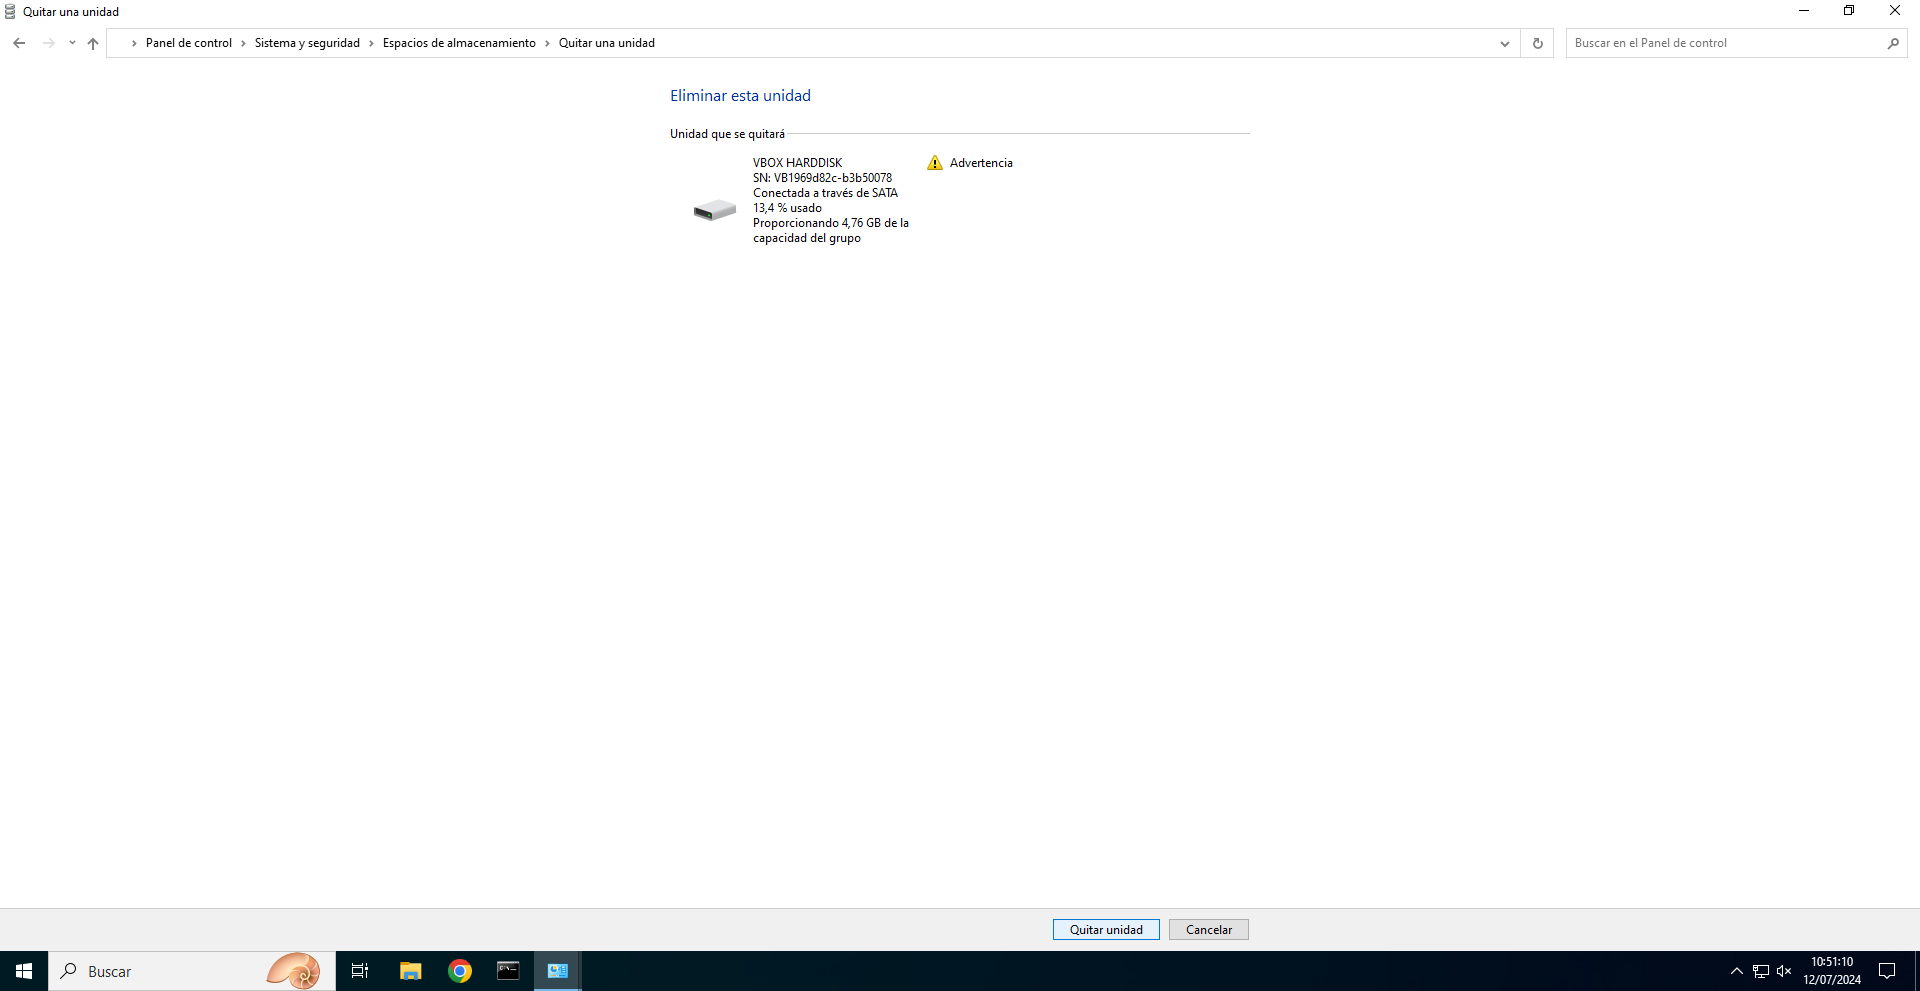 Quitar una unidad
Panel de control > Sistema y seguridad > Espacios de almacenamiento > Quitar una unidad
Buscar en el Panel de control
Eliminar esta unidad
Unidad que se quitará
VBOX HARDDISK
SN: VB1969d82c-b3b50078
Conectada a través de SATA
13,4 % usado
Proporcionando 4,76 GB de la
capacidad del grupo
Advertencia
Quitar unidad
Cancelar
Buscar
10:51:10
12/07/2024